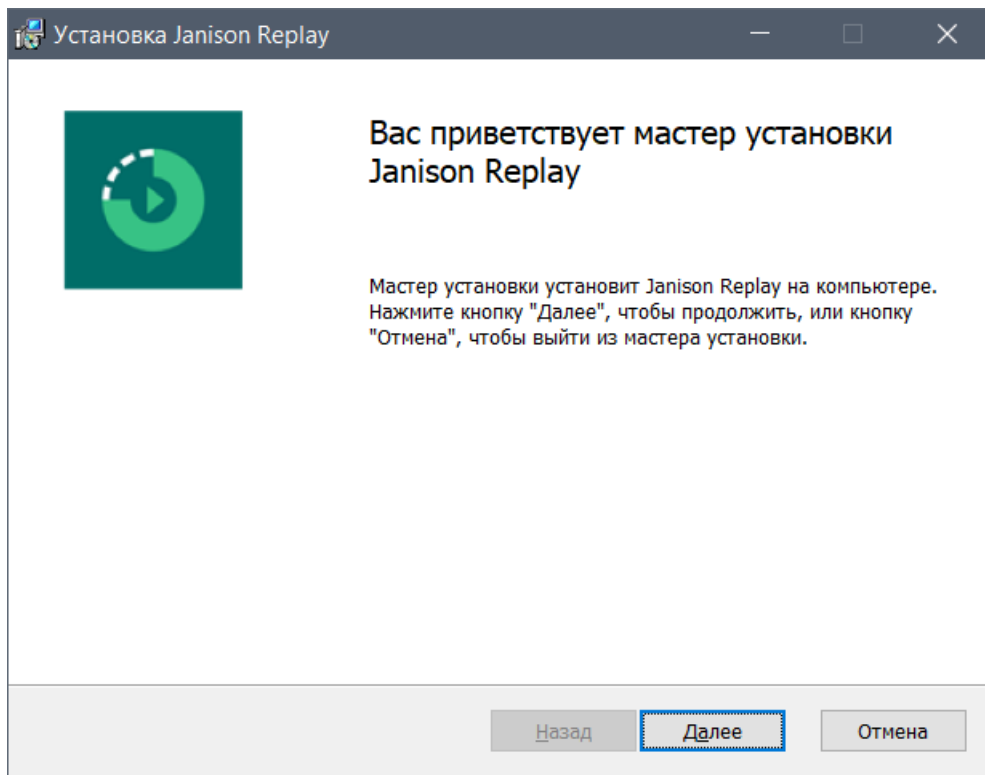 Установка Janison Replay
Вас приветствует мастер установки
Janison Replay
Мастер установки установит Janison Replay на компьютере.
Нажмите кнопку "Далее", чтобы продолжить, или кнопку
"Отмена", чтобы выйти из мастера установки.
Назад Далее Отмена